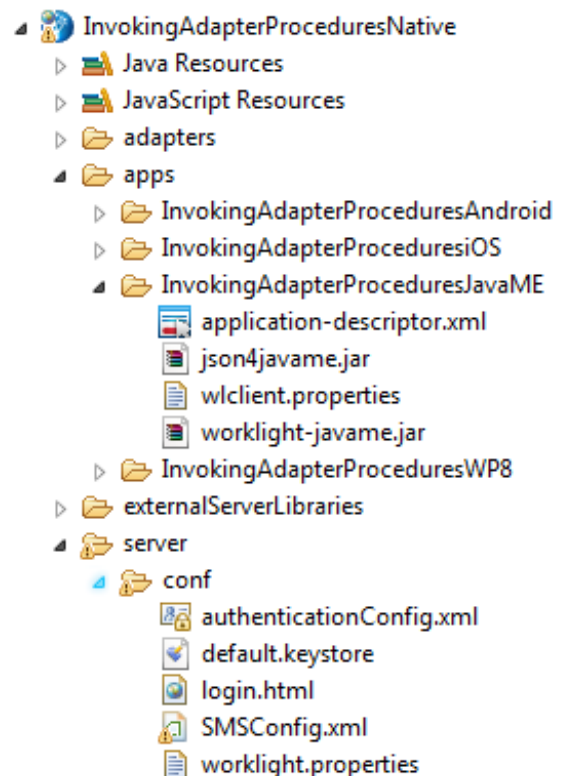 InvokingAdapterProceduresNative
Java Resources
JavaScript Resources
adapters
apps
InvokingAdapterProceduresAndroid
InvokingAdapterProceduresiOS
InvokingAdapterProceduresJavaME
application-descriptor.xml
json4javame.jar
wlclient.properties
worklight-javame.jar
InvokingAdapterProceduresWP8
externalServerLibraries
server
conf
authenticationConfig.xml
default.keystore
login.html
SMSConfig.xml
worklight.properties